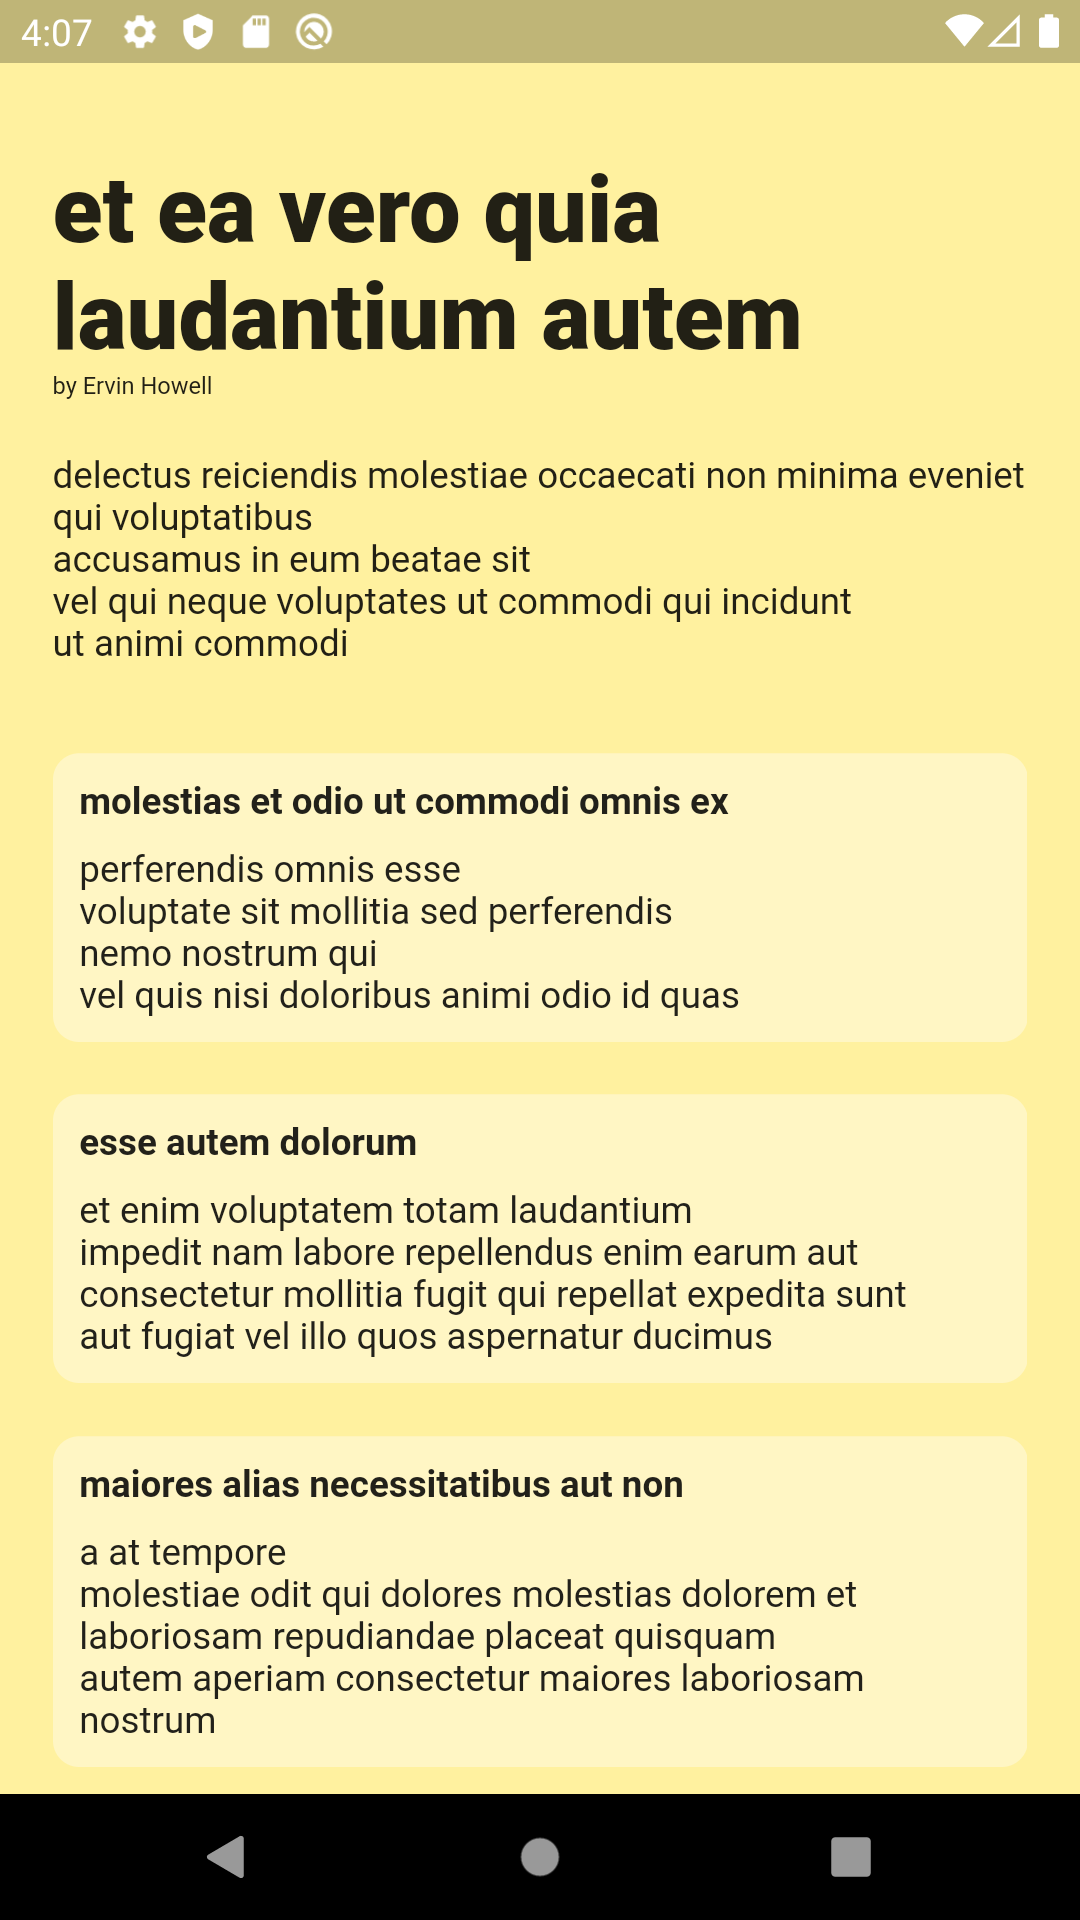 4:07
et ea vero quia
laudantium autem
by Ervin Howell
delectus reiciendis molestiae occaecati non minima eveniet
qui voluptatibus
accusamus in eum beatae sit
vel qui neque voluptates ut commodi qui incidunt
ut animi commodi
molestias et odio ut commodi omnis ex
perferendis omnis esse
voluptate sit mollitia sed perferendis
nemo nostrum qui
vel quis nisi doloribus animi odio id quas
esse autem dolorum
et enim voluptatem totam laudantium
impedit nam labore repellendus enim earum aut
consectetur mollitia fugit qui repellat expedita sunt
aut fugiat vel illo quos aspernatur ducimus
maiores alias necessitatibus aut non
a at tempore
molestiae odit qui dolores molestias dolorem et
laboriosam repudiandae placeat quisquam
autem aperiam consectetur maiores laboriosam
nostrum